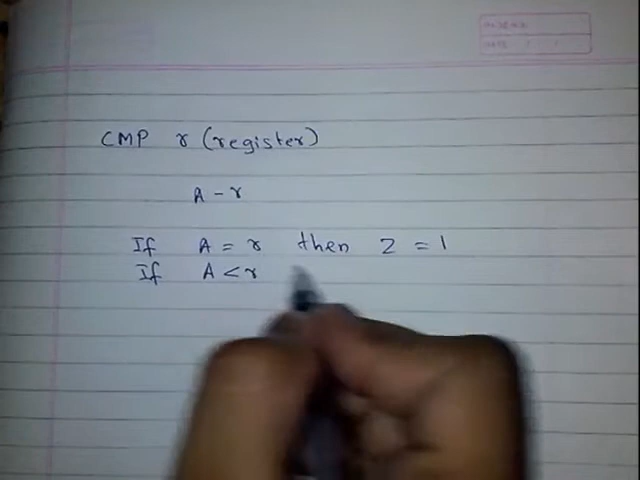 CMP r (register)
A - r
If A = r then Z = 1
If A < r